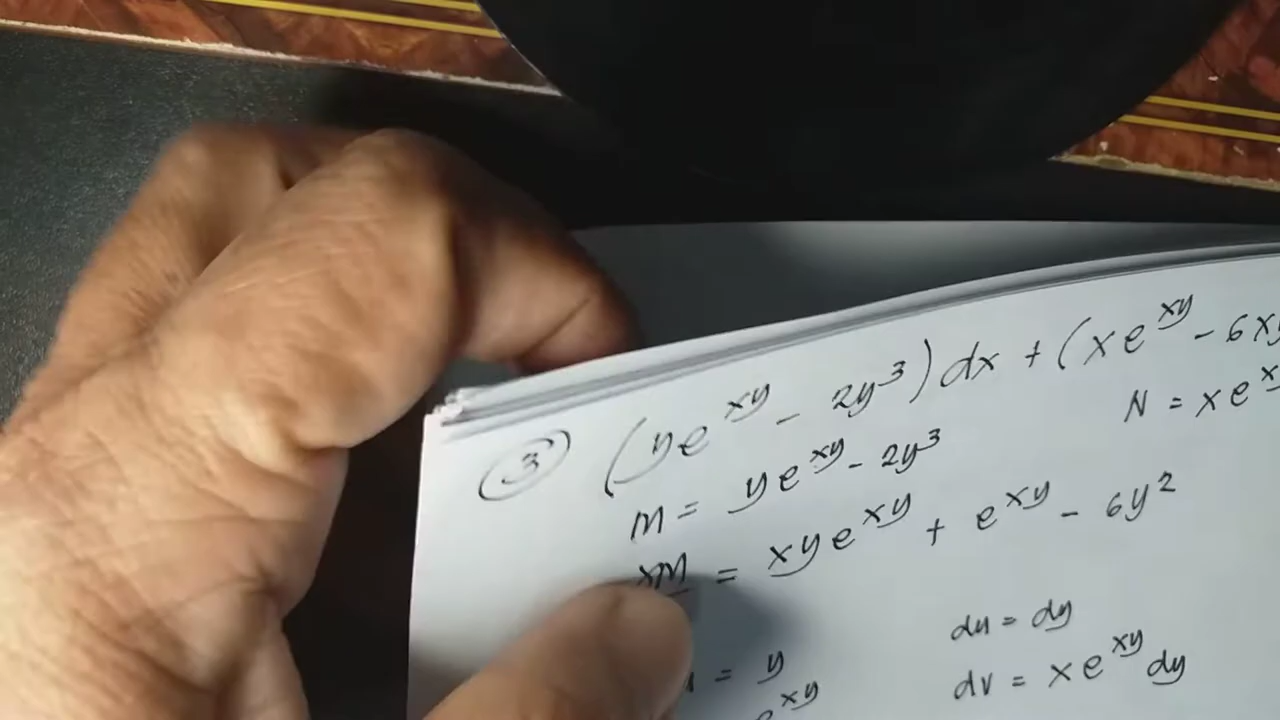 ③ (ye^xy - 2y^3) dx + (xe^xy - 6x
M = ye^xy - 2y^3 N = xe^x
M = xye^xy + e^xy - 6y^2
= y du = dy
e^xy dv = xe^xy dy